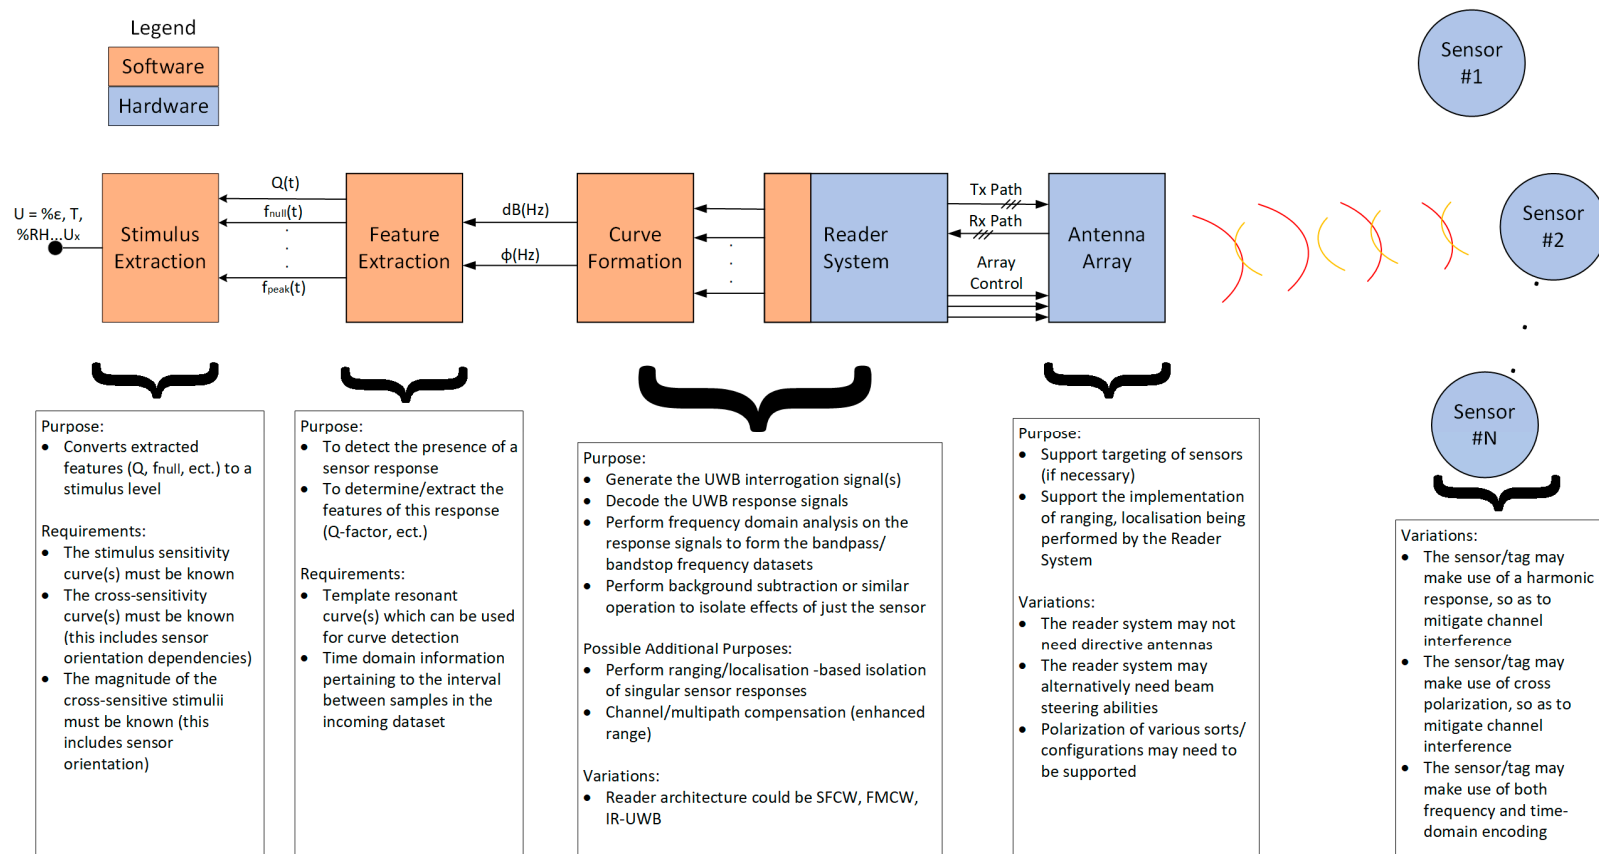 Legend
Software
Hardware
Sensor
#1
U = %ε, T,
%RH...Uₓ
Stimulus
Extraction
Q(t)
fnull(t)
fpeak(t)
Feature
Extraction
dB(Hz)
ϕ(Hz)
Curve
Formation
Reader
System
Tx Path
Rx Path
Array
Control
Antenna
Array
Sensor
#2
Sensor
#N
Purpose:
• Converts extracted
features (Q, fnull, ect.) to a
stimulus level
Requirements:
• The stimulus sensitivity
curve(s) must be known
• The cross-sensitivity
curve(s) must be known
(this includes sensor
orientation dependencies)
• The magnitude of the
cross-sensitive stimulii
must be known (this
includes sensor
orientation)
Purpose:
• To detect the presence of a
sensor response
• To determine/extract the
features of this response
(Q-factor, ect.)
Requirements:
• Template resonant
curve(s) which can be used
for curve detection
• Time domain information
pertaining to the interval
between samples in the
incoming dataset
Purpose:
• Generate the UWB interrogation signal(s)
• Decode the UWB response signals
• Perform frequency domain analysis on the
response signals to form the bandpass/
bandstop frequency datasets
• Perform background subtraction or similar
operation to isolate effects of just the sensor
Possible Additional Purposes:
• Perform ranging/localisation -based isolation
of singular sensor responses
• Channel/multipath compensation (enhanced
range)
Variations:
• Reader architecture could be SFCW, FMCW,
IR-UWB
Purpose:
• Support targeting of sensors
(if necessary)
• Support the implementation
of ranging, localisation being
performed by the Reader
System
Variations:
• The reader system may not
need directive antennas
• The reader system may
alternatively need beam
steering abilities
• Polarization of various sorts/
configurations may need to
be supported
Variations:
• The sensor/tag may
make use of a harmonic
response, so as to
mitigate channel
interference
• The sensor/tag may
make use of cross
polarization, so as to
mitigate channel
interference
• The sensor/tag may
make use of both
frequency and time-
domain encoding